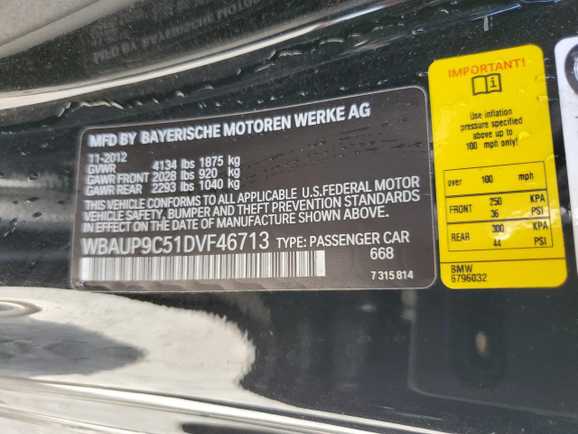 MFD BY BAYERISCHE MOTOREN WERKE AG
11-2012
GVWR 4134 lbs 1875 kg
GAWR FRONT 2028 lbs 920 kg
GAWR REAR 2293 lbs 1040 kg
THIS VEHICLE CONFORMS TO ALL APPLICABLE U.S.FEDERAL MOTOR
VEHICLE SAFETY, BUMPER, AND THEFT PREVENTION STANDARDS
IN EFFECT ON THE DATE OF MANUFACTURE SHOWN ABOVE.
WBAUP9C51DVF46713 TYPE: PASSENGER CAR
668
7 315 814
IMPORTANT!
Use inflation
pressure specified
above up to
100 mph only!
over 100 mph
FRONT 250 KPA
36 PSI
REAR 300 KPA
44 PSI
BMW
6796032